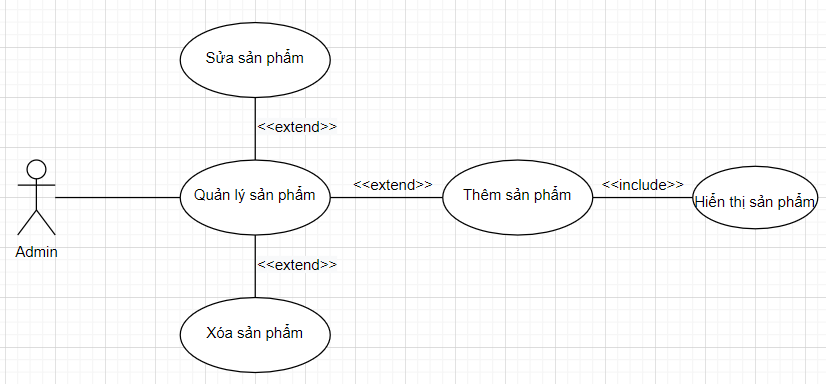 Sửa sản phẩm
<<extend>>
Quản lý sản phẩm
<<extend>>
Thêm sản phẩm
<<include>>
Hiển thị sản phẩm
Admin
<<extend>>
Xóa sản phẩm